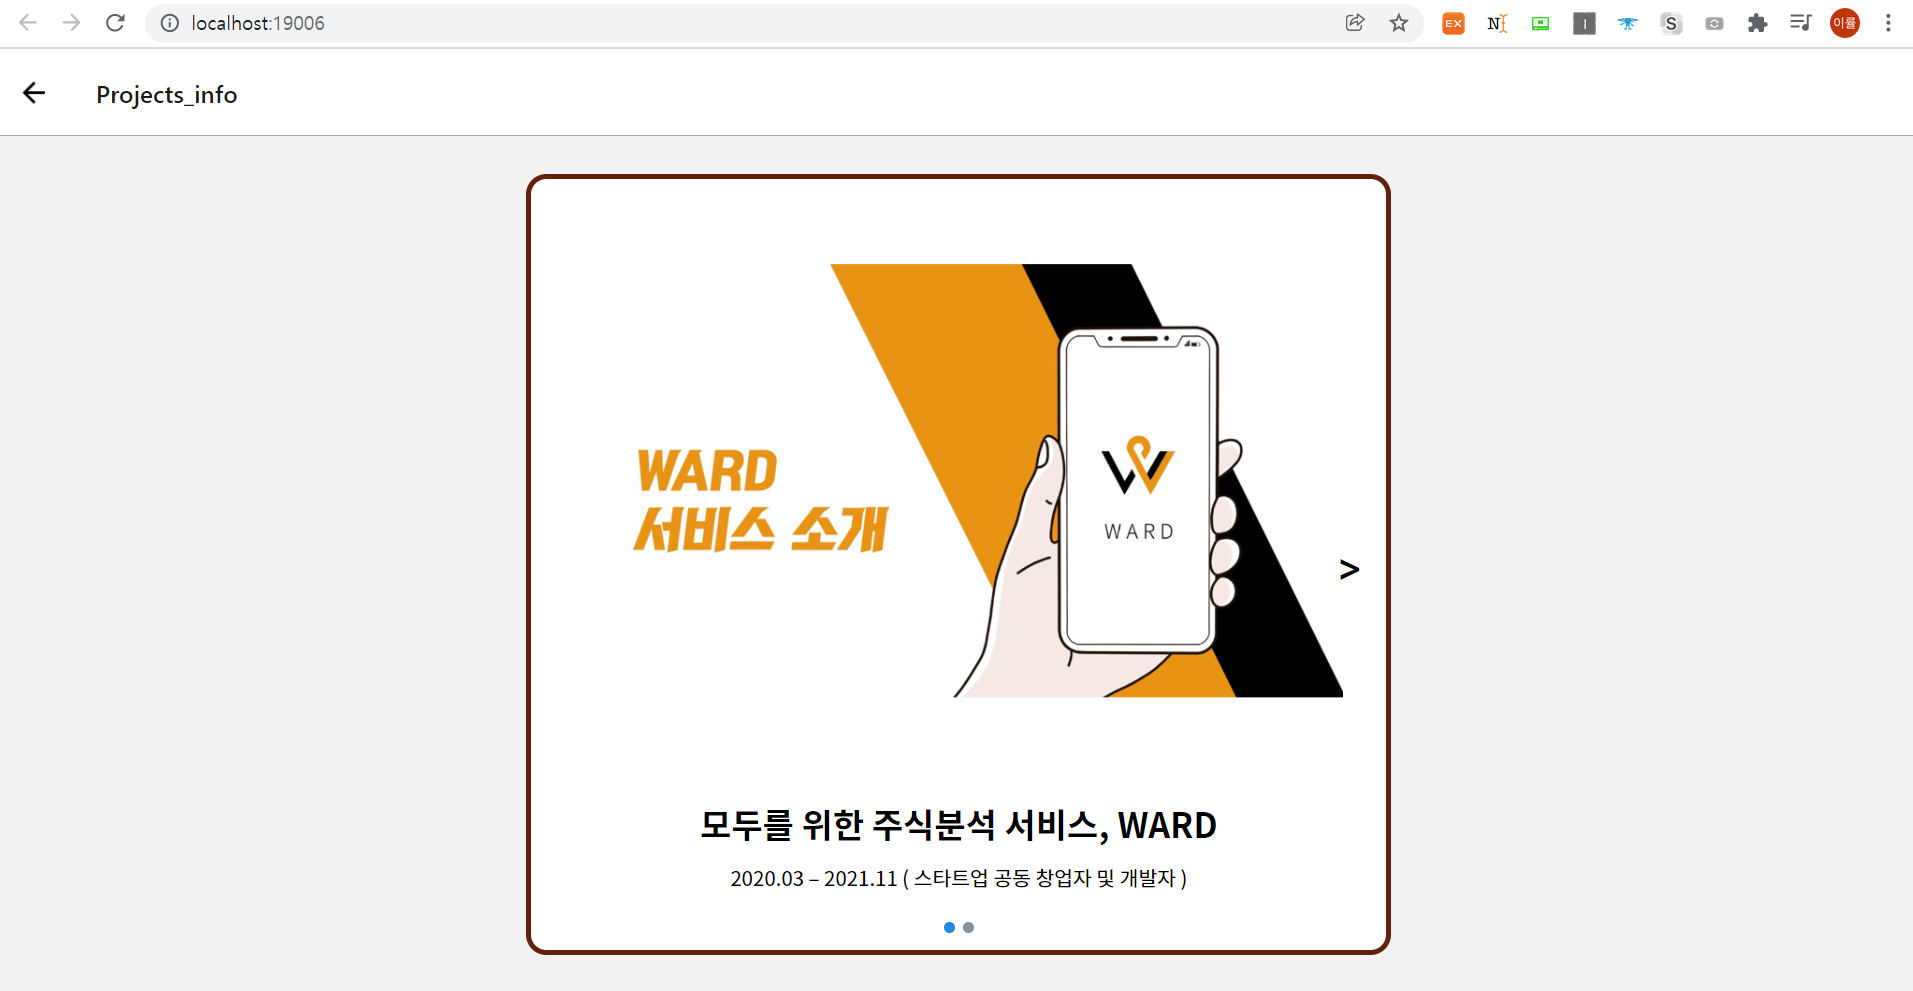 localhost:19006
EX
N
S
이률
Projects_info
WARD
서비스 소개
WARD
>
모두를 위한 주식분석 서비스, WARD
2020.03 – 2021.11 ( 스타트업 공동 창업자 및 개발자 )